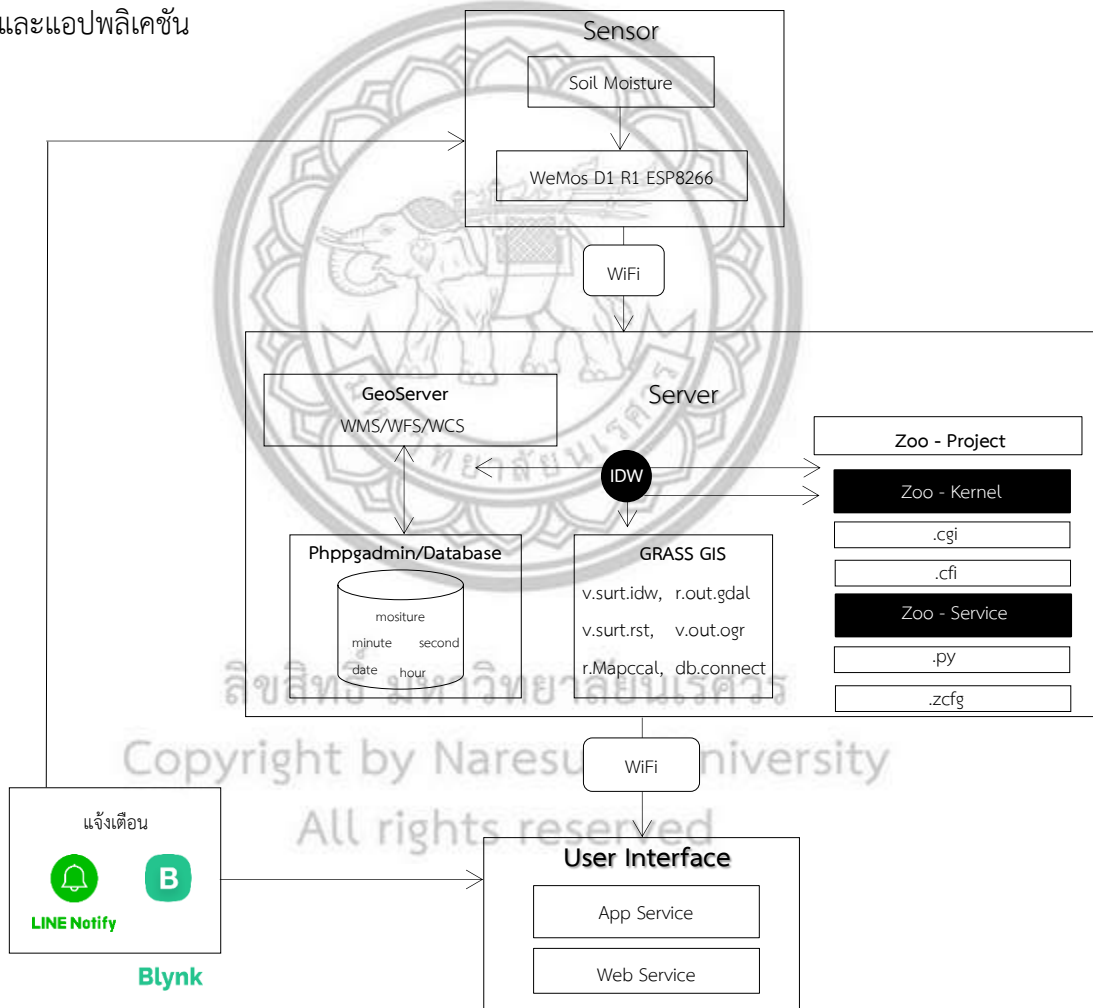 และแอปพลิเคชัน
Sensor
Soil Moisture
WeMos D1 R1 ESP8266
WiFi
Server
GeoServer
WMS/WFS/WCS
IDW
Zoo - Project
Zoo - Kernel
.cgi
.cfi
Zoo - Service
.py
.zcfg
Phppgadmin/Database
mositure
minute second
date hour
GRASS GIS
v.surt.idw, r.out.gdal
v.surt.rst, v.out.ogr
r.Mapccal, db.connect
ลิขสิทธิ์ มหาวิทยาลัยนเรศวร
Copyright by Naresu niversity
WiFi
All rights reserved
แจ้งเตือน
LINE Notify
B
Blynk
User Interface
App Service
Web Service